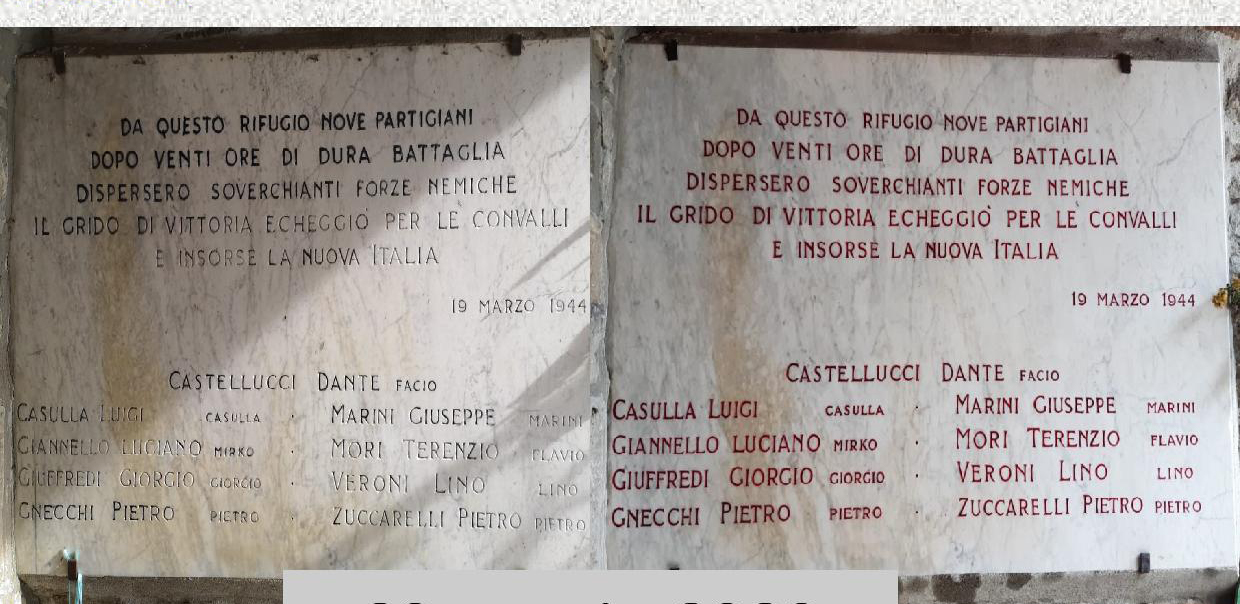 DA QUESTO RIFUGIO NOVE PARTIGIANI
DOPO VENTI ORE DI DURA BATTAGLIA
DISPERSERO SOVERCHIANTI FORZE NEMICHE
IL GRIDO DI VITTORIA ECHEGGIÒ PER LE CONVALLI
E INSORSE LA NUOVA ITALIA
19 MARZO 1944
CASTELLUCCI DANTE FACIO
CASULLA LUIGI CASULLA · MARINI GIUSEPPE MARINI
GIANNELLO LUCIANO MIRKO · MORI TERENZIO FLAVIO
GIUFFREDI GIORGIO GIORGIO · VERONI LINO LINO
GNECCHI PIETRO PIETRO · ZUCCARELLI PIETRO PIETRO
DA QUESTO RIFUGIO NOVE PARTIGIANI
DOPO VENTI ORE DI DURA BATTAGLIA
DISPERSERO SOVERCHIANTI FORZE NEMICHE
IL GRIDO DI VITTORIA ECHEGGIÒ PER LE CONVALLI
E INSORSE LA NUOVA ITALIA
19 MARZO 1944
CASTELLUCCI DANTE FACIO
CASULLA LUIGI CASULLA · MARINI GIUSEPPE MARINI
GIANNELLO LUCIANO MIRKO · MORI TERENZIO FLAVIO
GIUFFREDI GIORGIO GIORGIO · VERONI LINO LINO
GNECCHI PIETRO PIETRO · ZUCCARELLI PIETRO PIETRO